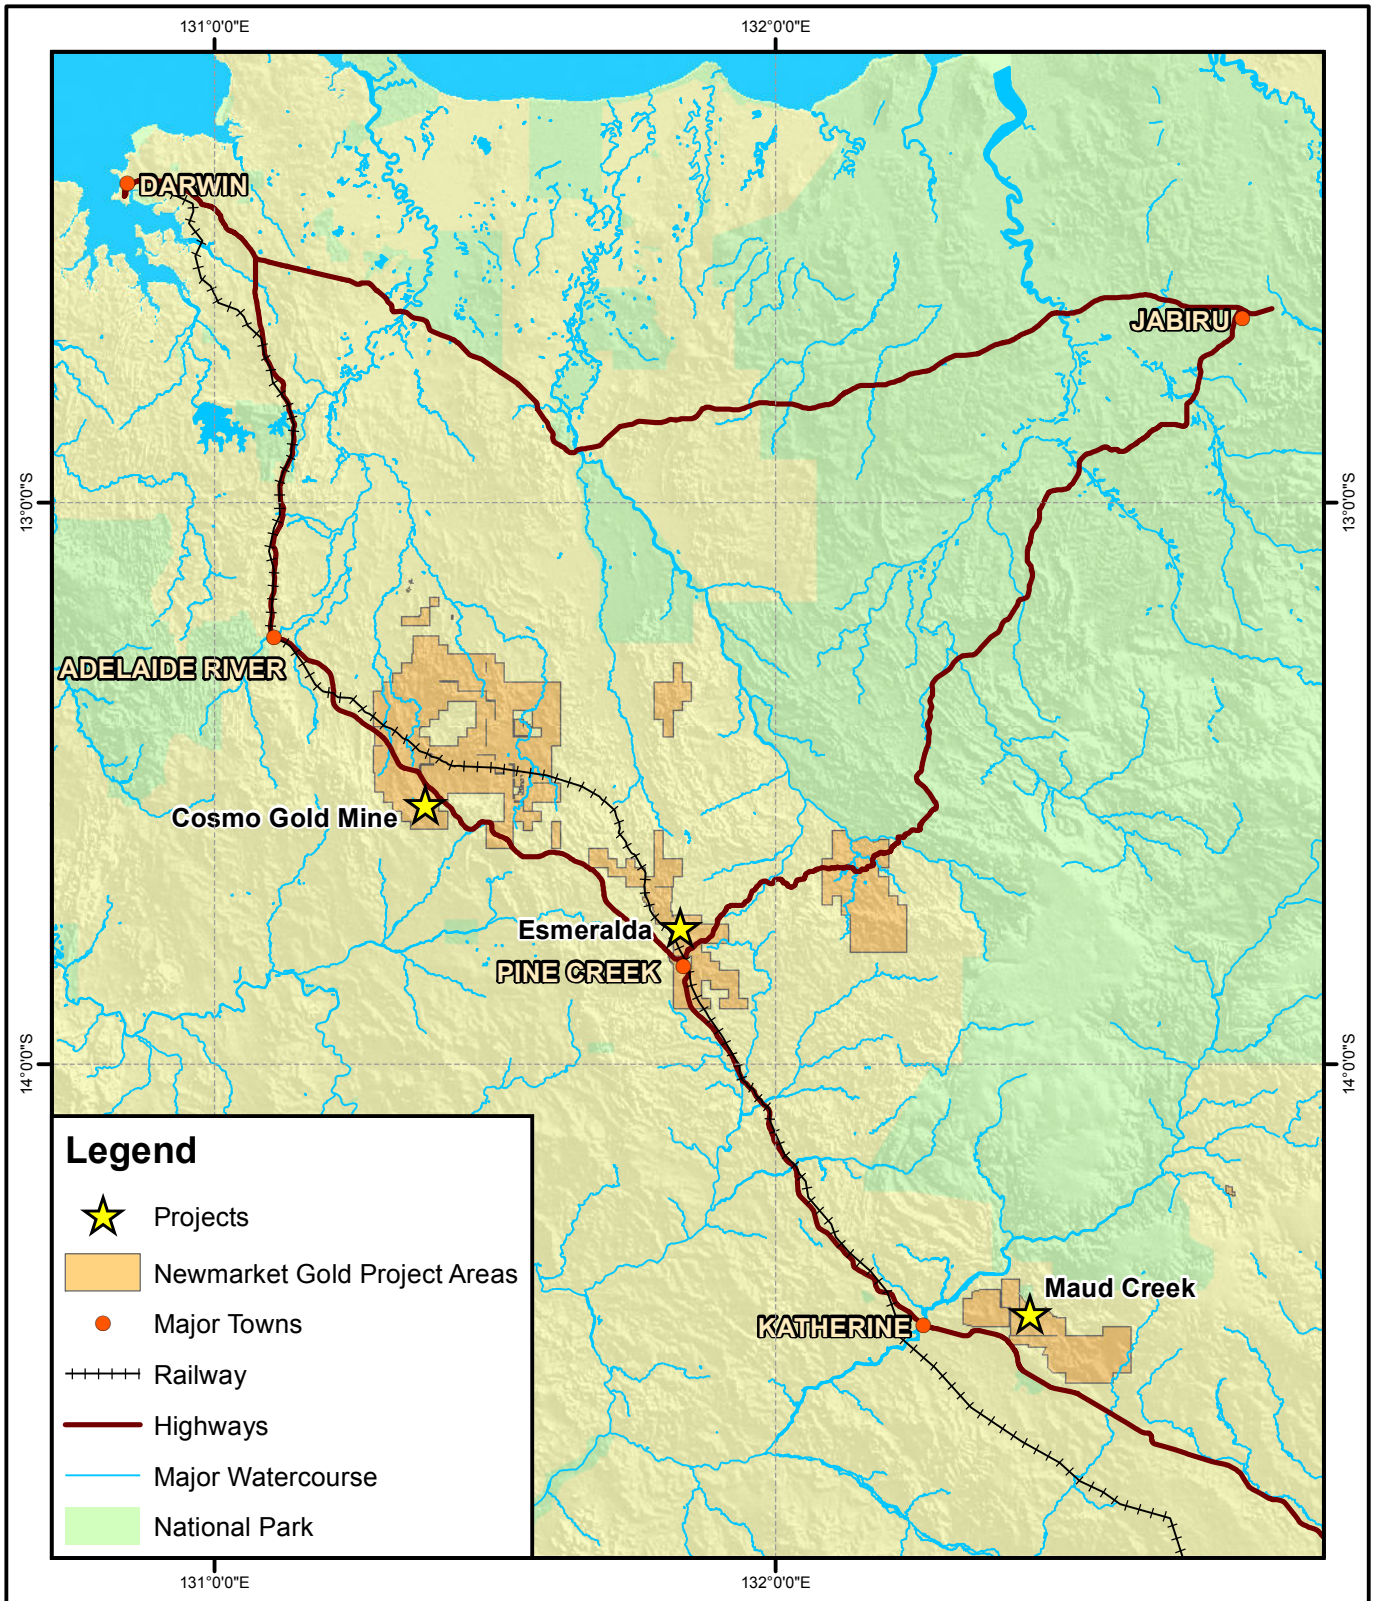 131°0'0"E
132°0'0"E
DARWIN
JABIRU
13°0'0"S
13°0'0"S
ADELAIDE RIVER
Cosmo Gold Mine
Esmeralda
PINE CREEK
14°0'0"S
14°0'0"S
Legend
Projects
Newmarket Gold Project Areas
Major Towns
Railway
Highways
Major Watercourse
National Park
Maud Creek
KATHERINE
131°0'0"E
132°0'0"E